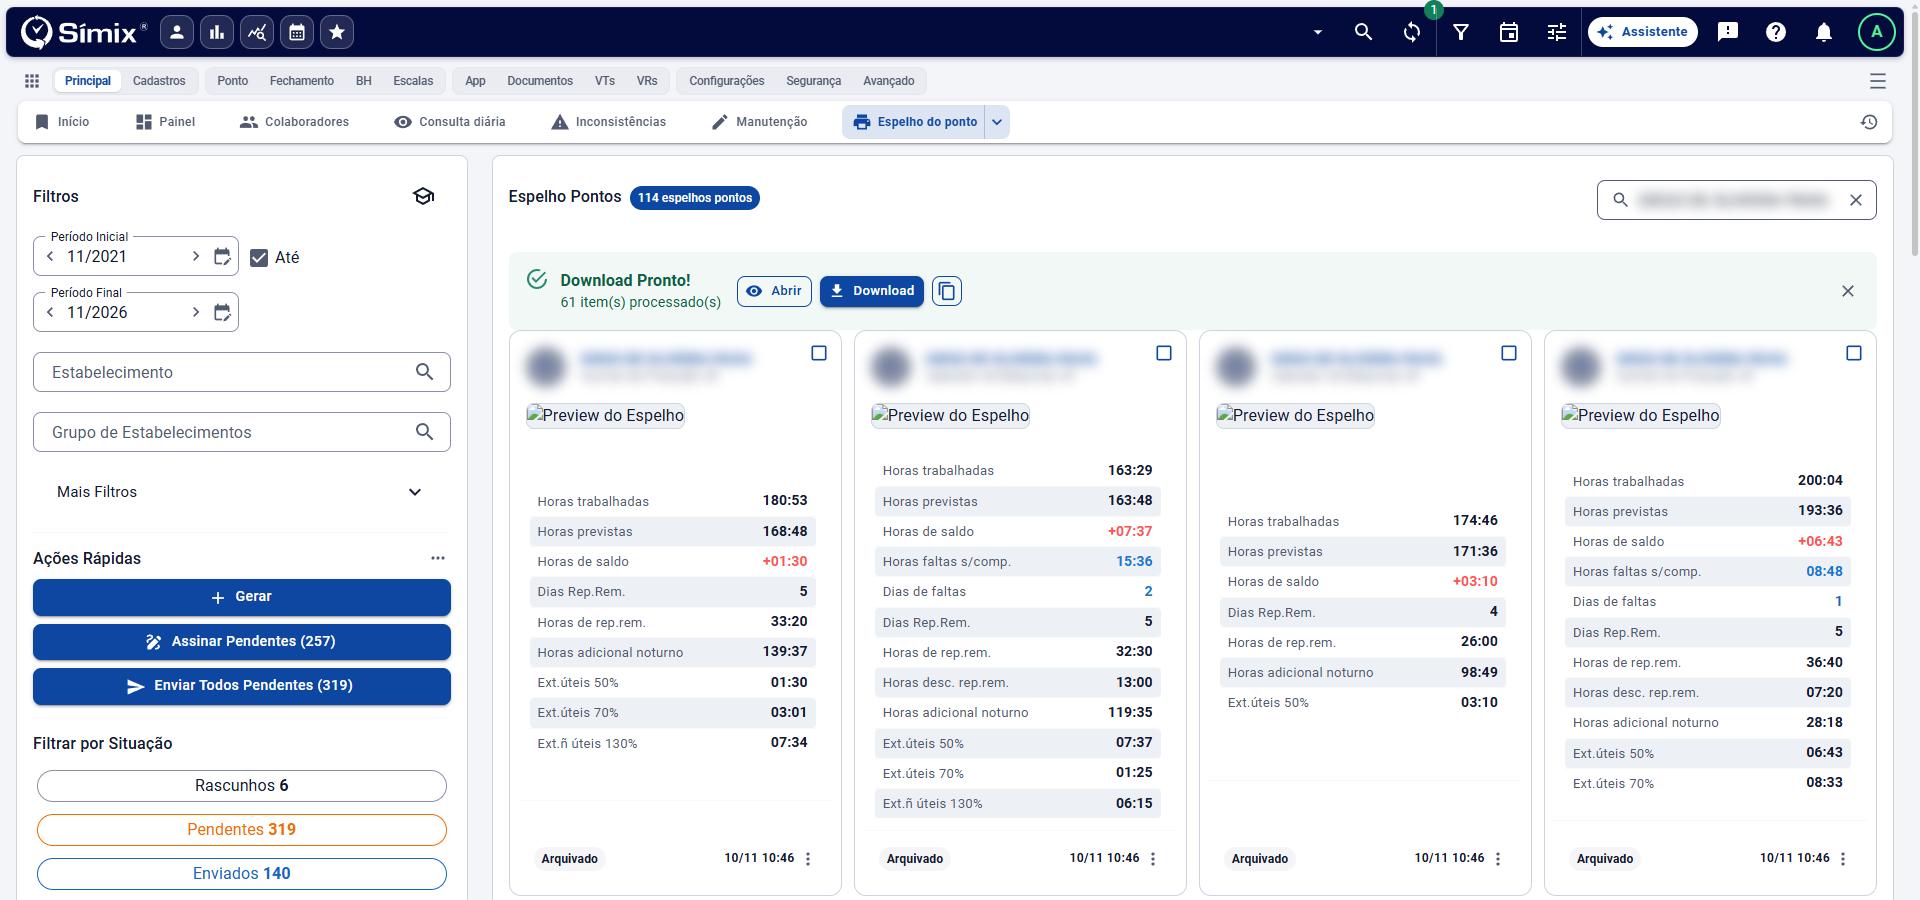 Símix®
1
Assistente
A
Principal Cadastros Ponto Fechamento BH Escalas App Documentos VTs VRs Configurações Segurança Avançado
Início Painel Colaboradores Consulta diária Inconsistências Manutenção Espelho do ponto
Filtros
Período Inicial
11/2021
Até
Período Final
11/2026
Estabelecimento
Grupo de Estabelecimentos
Mais Filtros
Ações Rápidas
Gerar
Assinar Pendentes (257)
Enviar Todos Pendentes (319)
Filtrar por Situação
Rascunhos 6
Pendentes 319
Enviados 140
Espelho Pontos 114 espelhos pontos
Download Pronto!
61 item(s) processado(s)
Abrir Download
Preview do Espelho
Horas trabalhadas 180:53
Horas previstas 168:48
Horas de saldo +01:30
Dias Rep.Rem. 5
Horas de rep.rem. 33:20
Horas adicional noturno 139:37
Ext.úteis 50% 01:30
Ext.úteis 70% 03:01
Ext.ñ úteis 130% 07:34
Arquivado 10/11 10:46
Preview do Espelho
Horas trabalhadas 163:29
Horas previstas 163:48
Horas de saldo +07:37
Horas faltas s/comp. 15:36
Dias de faltas 2
Dias Rep.Rem. 5
Horas de rep.rem. 32:30
Horas desc. rep.rem. 13:00
Horas adicional noturno 119:35
Ext.úteis 50% 07:37
Ext.úteis 70% 01:25
Ext.ñ úteis 130% 06:15
Arquivado 10/11 10:46
Preview do Espelho
Horas trabalhadas 174:46
Horas previstas 171:36
Horas de saldo +03:10
Dias Rep.Rem. 4
Horas de rep.rem. 26:00
Horas adicional noturno 98:49
Ext.úteis 50% 03:10
Arquivado 10/11 10:46
Preview do Espelho
Horas trabalhadas 200:04
Horas previstas 193:36
Horas de saldo +06:43
Horas faltas s/comp. 08:48
Dias de faltas 1
Dias Rep.Rem. 5
Horas de rep.rem. 36:40
Horas desc. rep.rem. 07:20
Horas adicional noturno 28:18
Ext.úteis 50% 06:43
Ext.úteis 70% 08:33
Arquivado 10/11 10:46